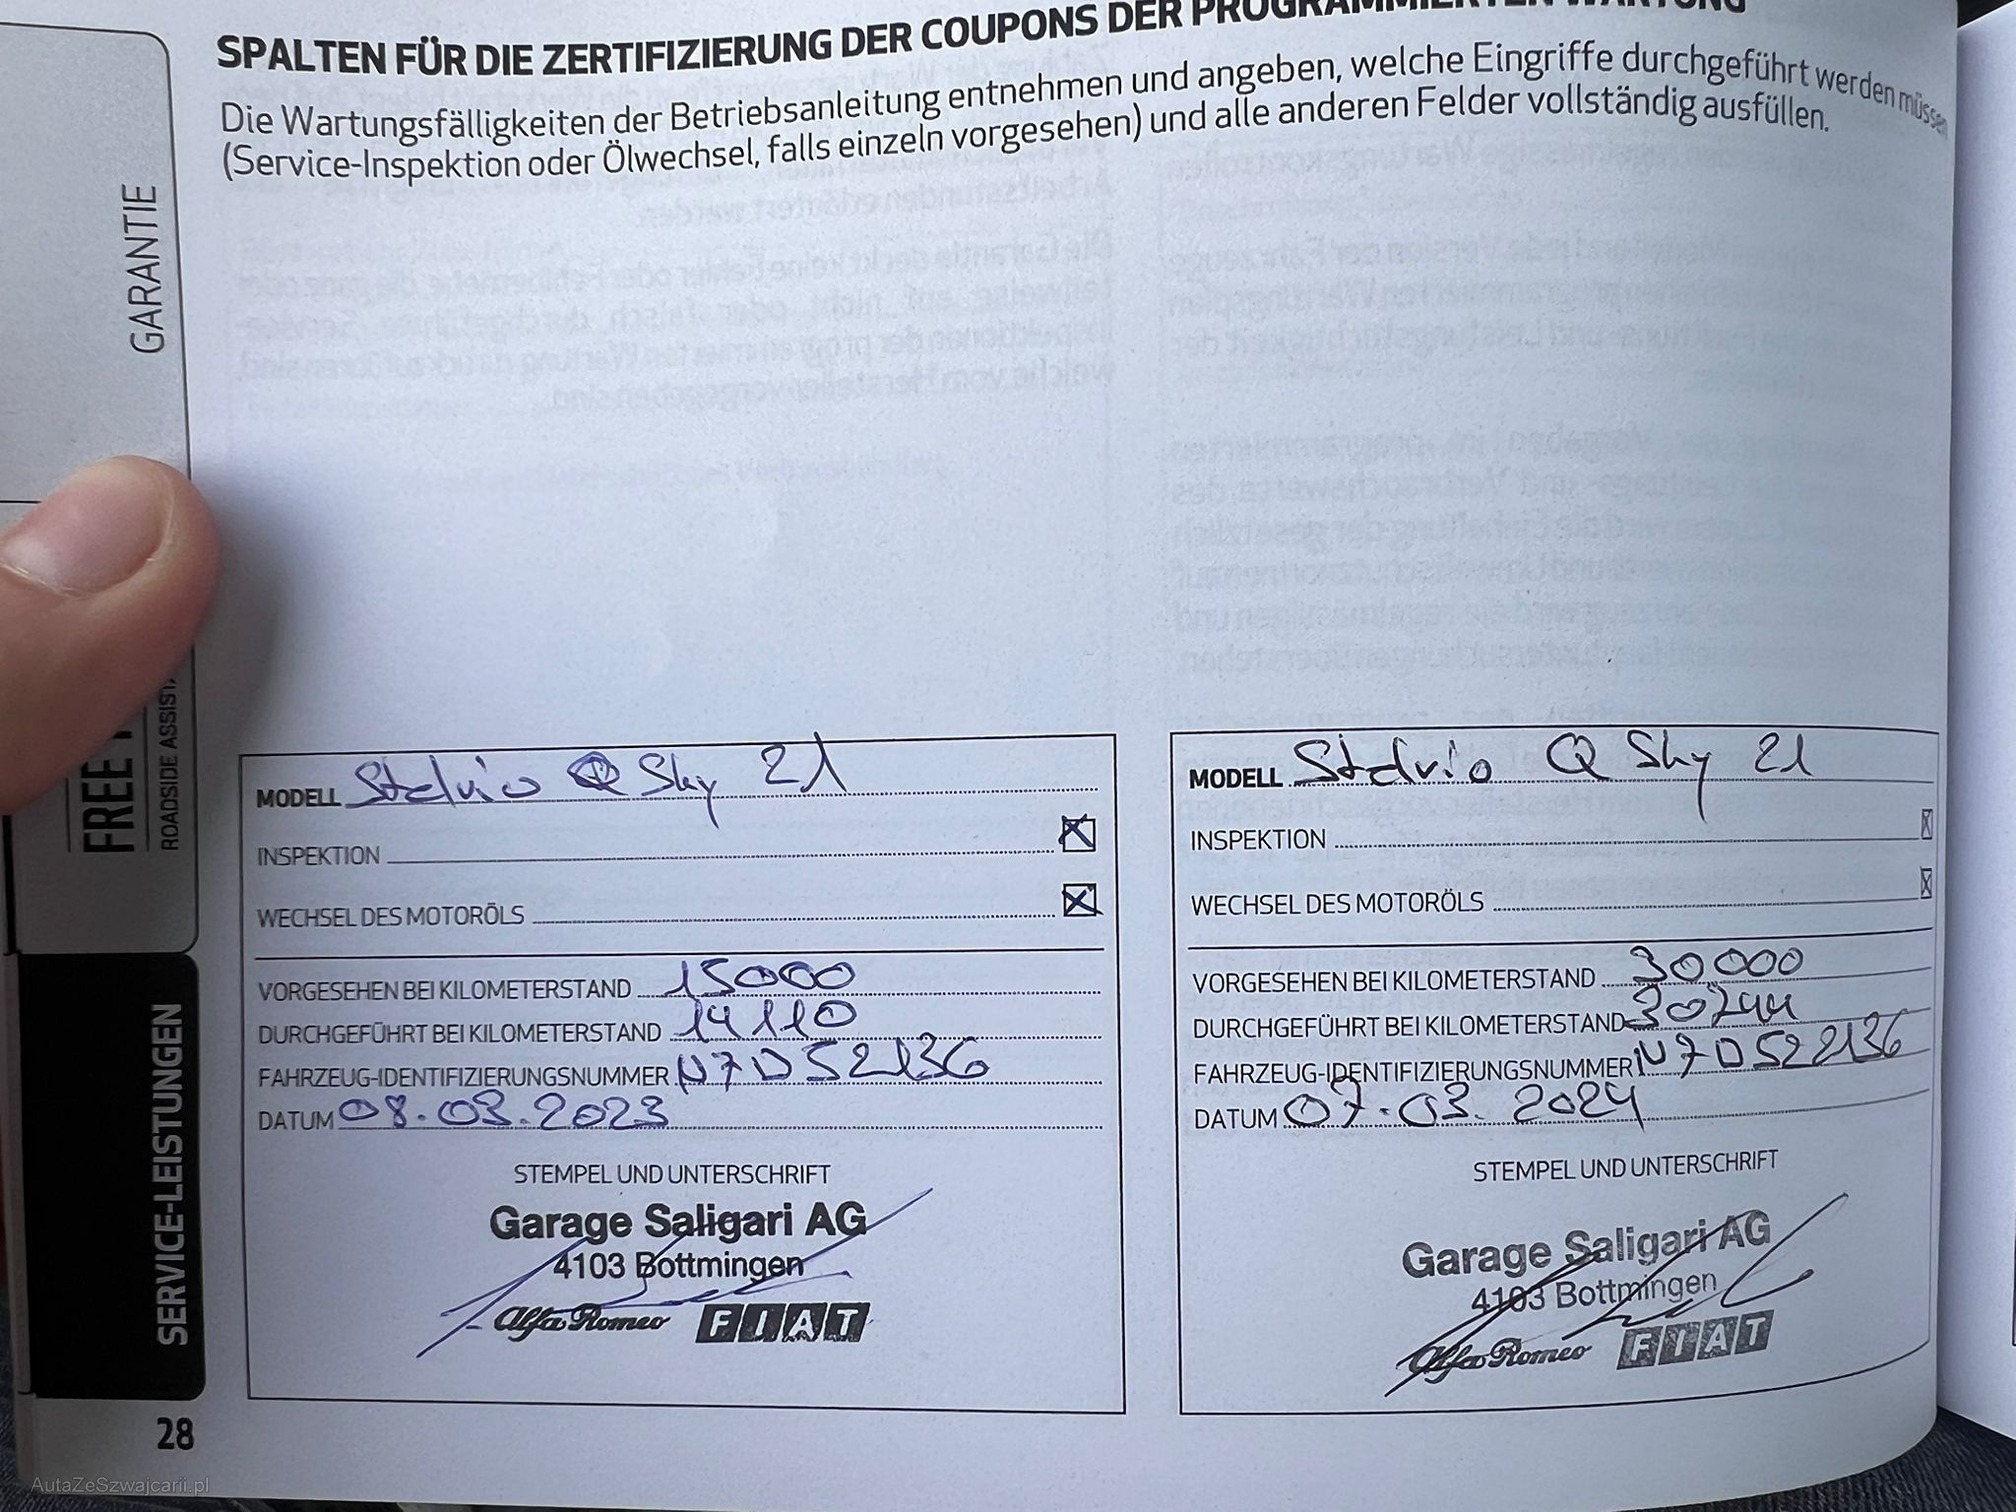 SPALTEN FÜR DIE ZERTIFIZIERUNG DER COUPONS DER PROGRAMMIERTEN WARTUNG
Die Wartungsfälligkeiten der Betriebsanleitung entnehmen und angeben, welche Eingriffe durchgeführt werden müssen
(Service-Inspektion oder Ölwechsel, falls einzeln vorgesehen) und alle anderen Felder vollständig ausfüllen.
GARANTIE
FREE
ROADSIDE ASSIST
SERVICE-LEISTUNGEN
MODELL Stelvio Q Sky 21
INSPEKTION
WECHSEL DES MOTORÖLS
VORGESEHEN BEI KILOMETERSTAND 15000
DURCHGEFÜHRT BEI KILOMETERSTAND 14110
FAHRZEUG-IDENTIFIZIERUNGSNUMMER N7D52136
DATUM 08.03.2023
STEMPEL UND UNTERSCHRIFT
Garage Saligari AG
4103 Bottmingen
Alfa Romeo FIAT
MODELL Stelvio Q Sky 21
INSPEKTION
WECHSEL DES MOTORÖLS
VORGESEHEN BEI KILOMETERSTAND 30000
DURCHGEFÜHRT BEI KILOMETERSTAND
FAHRZEUG-IDENTIFIZIERUNGSNUMMER N7D522136
DATUM 07.03.2024
STEMPEL UND UNTERSCHRIFT
Garage Saligari AG
4103 Bottmingen
Alfa Romeo FIAT
28
AutaZeSzwajcarii.pl